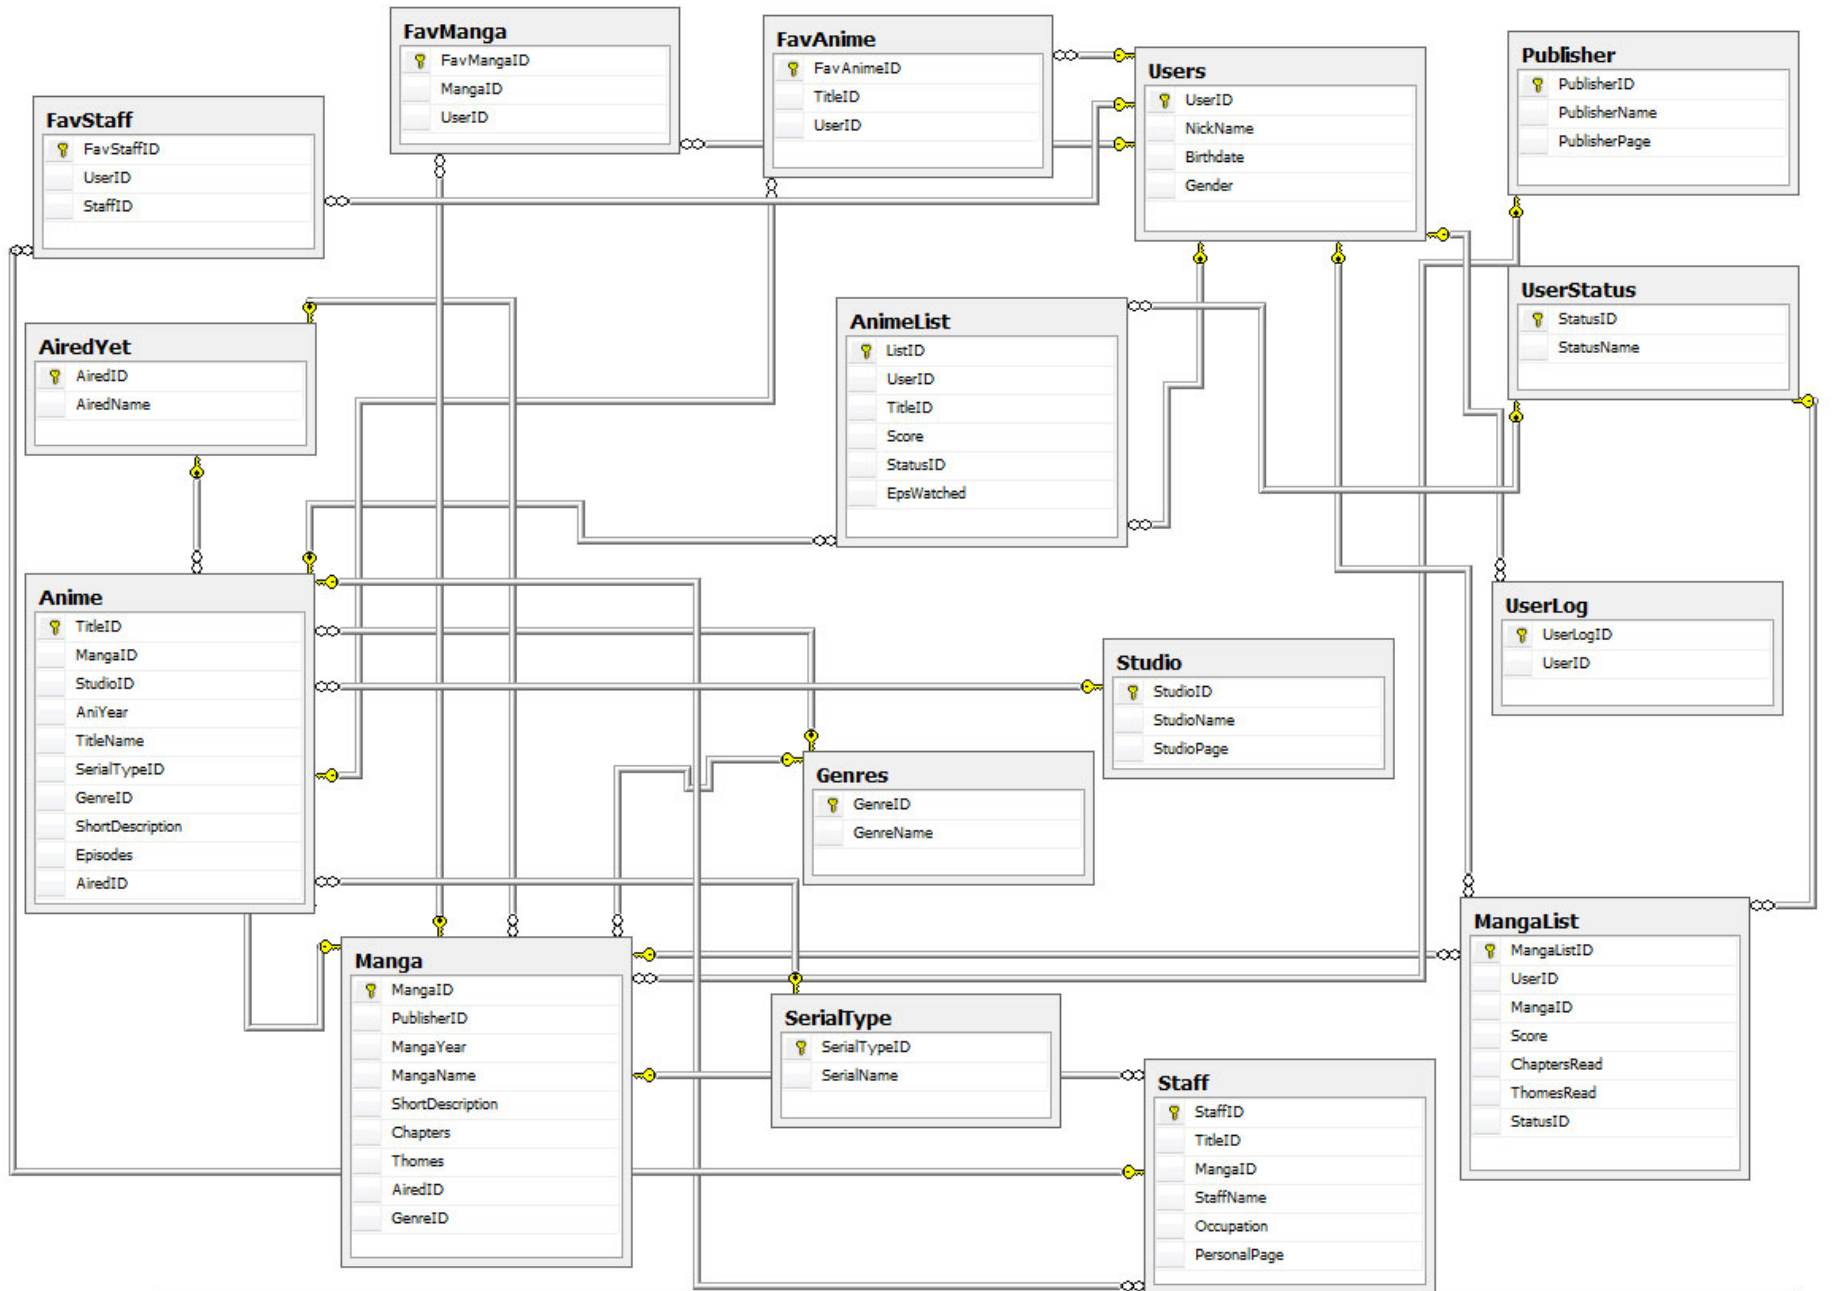 FavManga
FavMangaID
MangaID
UserID
FavAnime
FavAnimeID
TitleID
UserID
Users
UserID
NickName
Birthdate
Gender
Publisher
PublisherID
PublisherName
PublisherPage
FavStaff
FavStaffID
UserID
StaffID
UserStatus
StatusID
StatusName
AnimeList
ListID
UserID
TitleID
Score
StatusID
EpsWatched
AiredYet
AiredID
AiredName
Anime
TitleID
MangaID
StudioID
AniYear
TitleName
SerialTypeID
GenreID
ShortDescription
Episodes
AiredID
UserLog
UserLogID
UserID
Studio
StudioID
StudioName
StudioPage
Genres
GenreID
GenreName
MangaList
MangaListID
UserID
MangaID
Score
ChaptersRead
ThomesRead
StatusID
Manga
MangaID
PublisherID
MangaYear
MangaName
ShortDescription
Chapters
Thomes
AiredID
GenreID
SerialType
SerialTypeID
SerialName
Staff
StaffID
TitleID
MangaID
StaffName
Occupation
PersonalPage